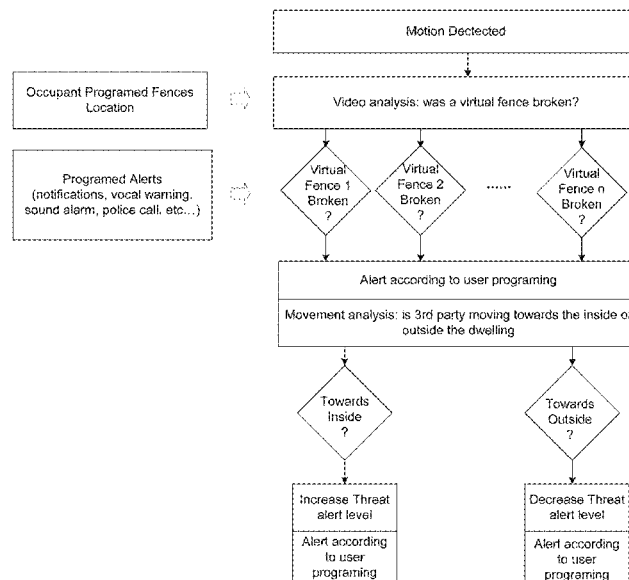 Motion Dectected
Occupant Programed Fences
Location
Video analysis: was a virtual fence broken?
Programed Alerts
(notifications, vocal warning,
sound alarm, police call, etc...)
Virtual
Fence 1
Broken
?
Virtual
Fence 2
Broken
?
......
Virtual
Fence n
Broken
?
Alert according to user programing
Movement analysis: is 3rd party moving towards the inside o
outside the dwelling
Towards
Inside
?
Towards
Outside
?
Increase Threat
alert level
Alert according
to user
programing
Decrease Threat
alert level
Alert according
to user
programing